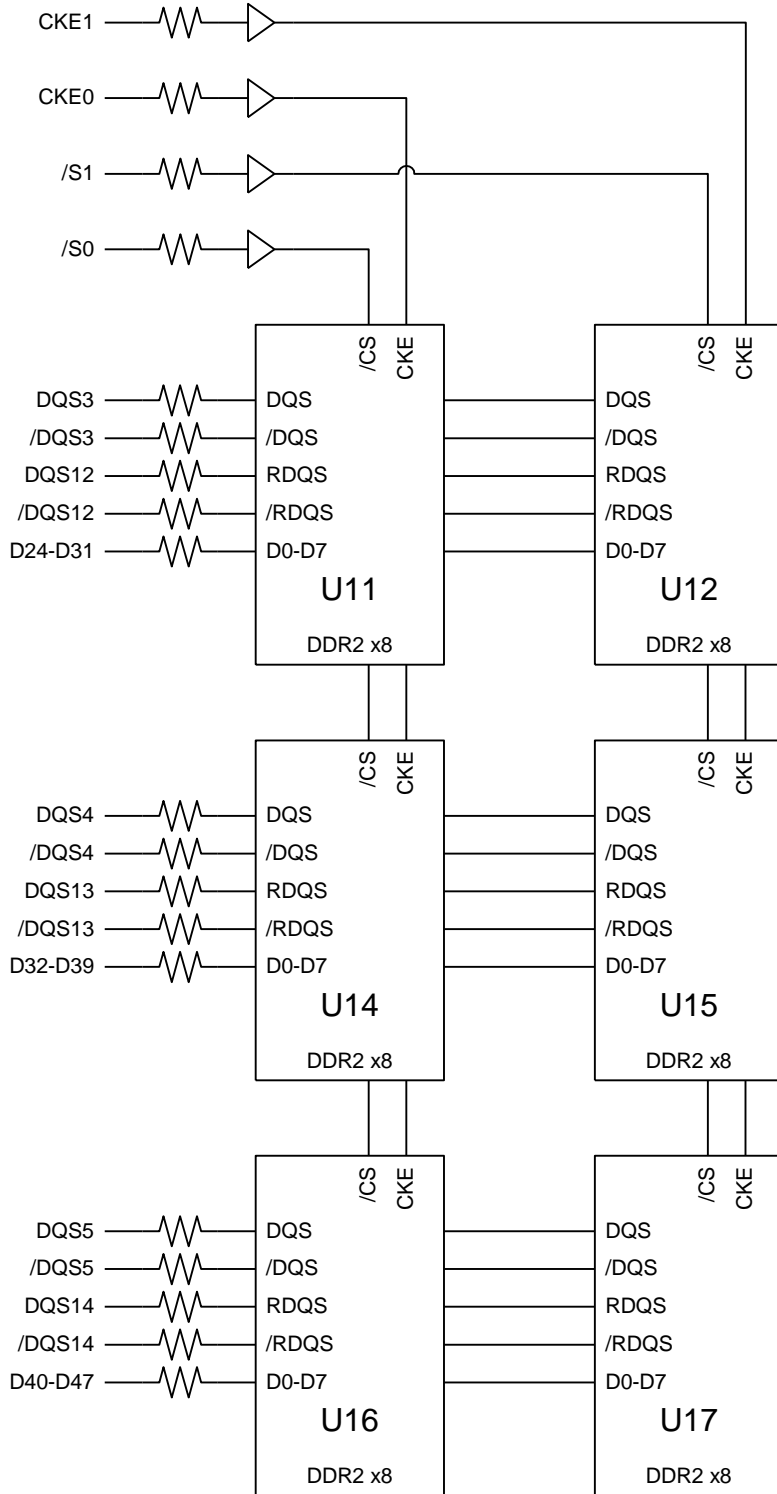 CKE1
CKE0
/S1
/S0
/CS CKE /CS CKE
DQS3 DQS DQS
/DQS3 /DQS /DQS
DQS12 RDQS RDQS
/DQS12 /RDQS /RDQS
D24-D31 D0-D7 D0-D7
U11 U12
DDR2 x8 DDR2 x8
/CS CKE /CS CKE
DQS4 DQS DQS
/DQS4 /DQS /DQS
DQS13 RDQS RDQS
/DQS13 /RDQS /RDQS
D32-D39 D0-D7 D0-D7
U14 U15
DDR2 x8 DDR2 x8
/CS CKE /CS CKE
DQS5 DQS DQS
/DQS5 /DQS /DQS
DQS14 RDQS RDQS
/DQS14 /RDQS /RDQS
D40-D47 D0-D7 D0-D7
U16 U17
DDR2 x8 DDR2 x8